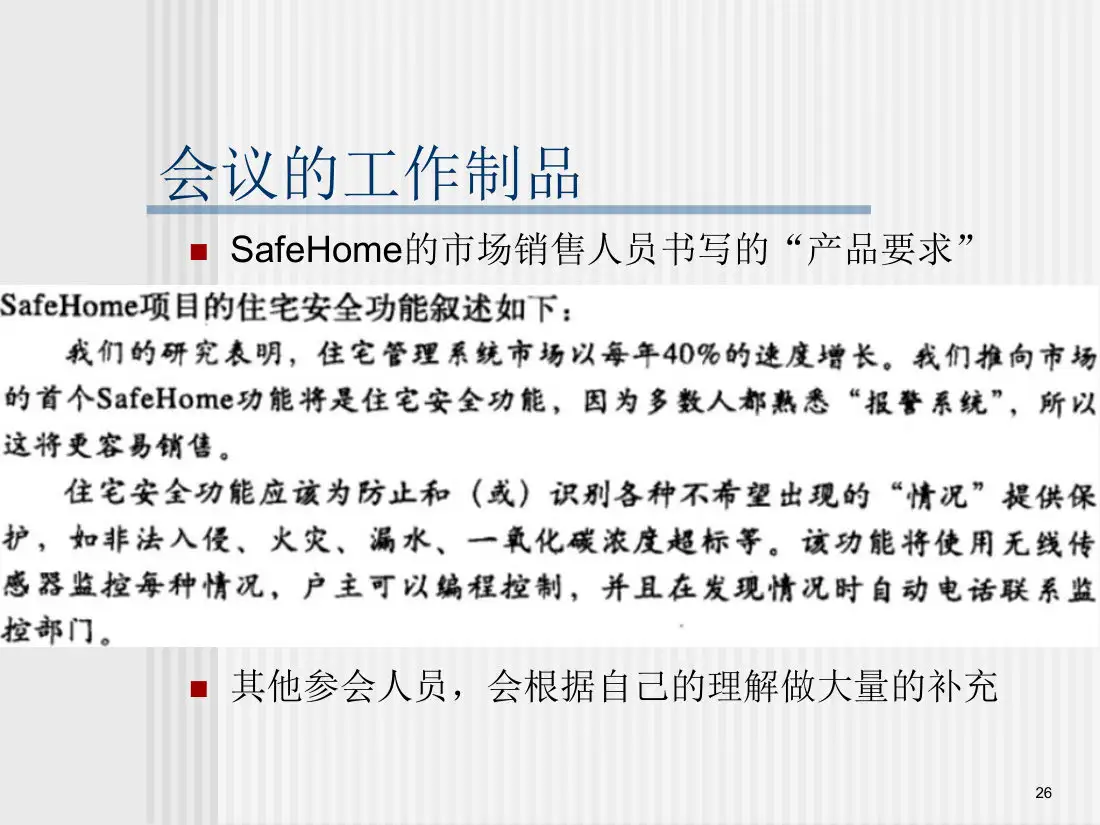 会议的工作制品
■ SafeHome的市场销售人员书写的“产品要求”
SafeHome项目的住宅安全功能叙述如下：
我们的研究表明，住宅管理系统市场以每年40%的速度增长。我们推向市场
的首个SafeHome功能将是住宅安全功能，因为多数人都熟悉“报警系统”，所以
这将更容易销售。
住宅安全功能应该为防止和（或）识别各种不希望出现的“情况”提供保
护，如非法入侵、火灾、漏水、一氧化碳浓度超标等。该功能将使用无线传
感器监控每种情况，户主可以编程控制，并且在发现情况时自动电话联系监
控部门。
■ 其他参会人员，会根据自己的理解做大量的补充
26